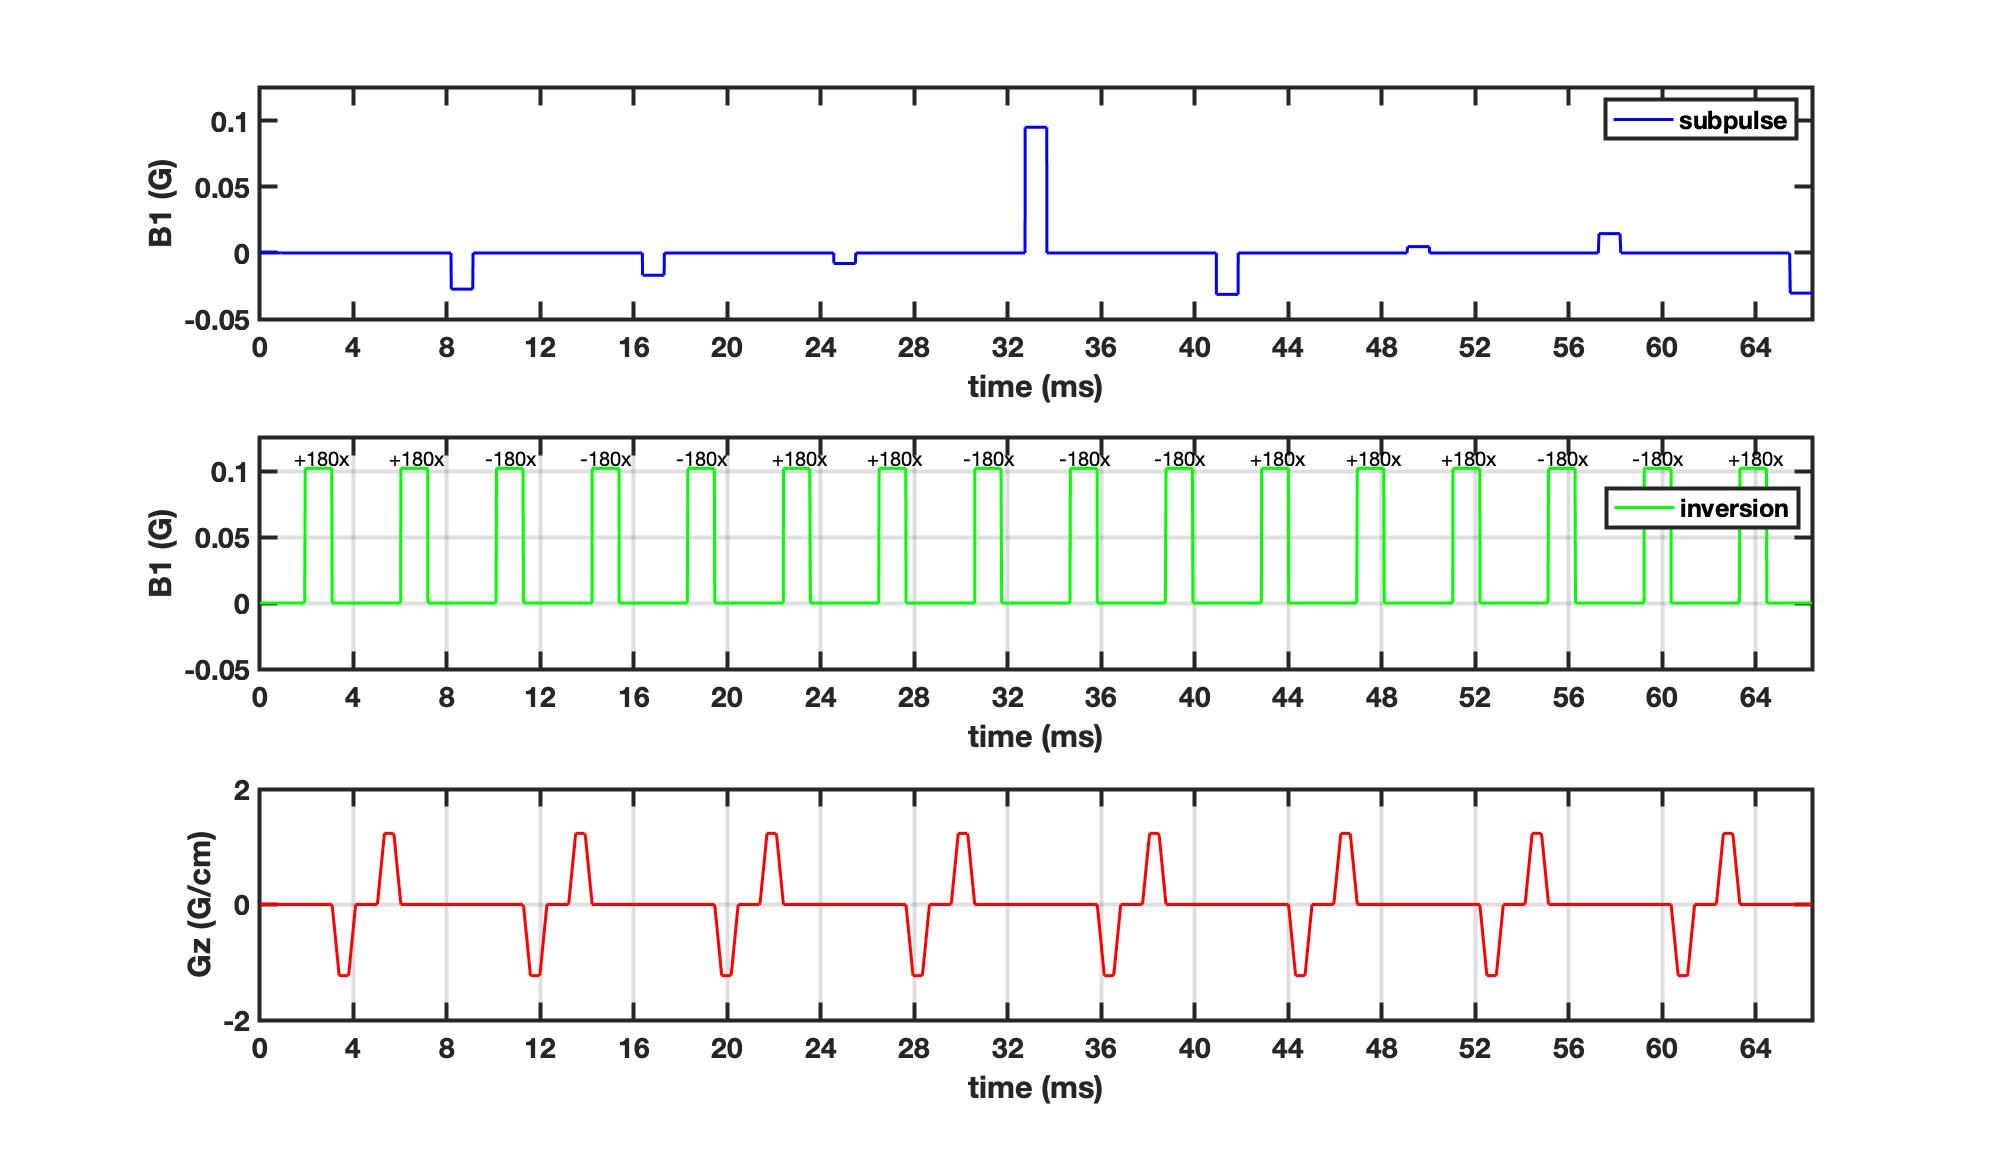 0.1
0.05
0
-0.05
B1 (G)
subpulse
0 4 8 12 16 20 24 28 32 36 40 44 48 52 56 60 64
time (ms)
+180x +180x -180x -180x -180x +180x +180x -180x -180x -180x +180x +180x +180x -180x -180x +180x
0.1
0.05
0
-0.05
B1 (G)
inversion
0 4 8 12 16 20 24 28 32 36 40 44 48 52 56 60 64
time (ms)
2
0
-2
Gz (G/cm)
0 4 8 12 16 20 24 28 32 36 40 44 48 52 56 60 64
time (ms)